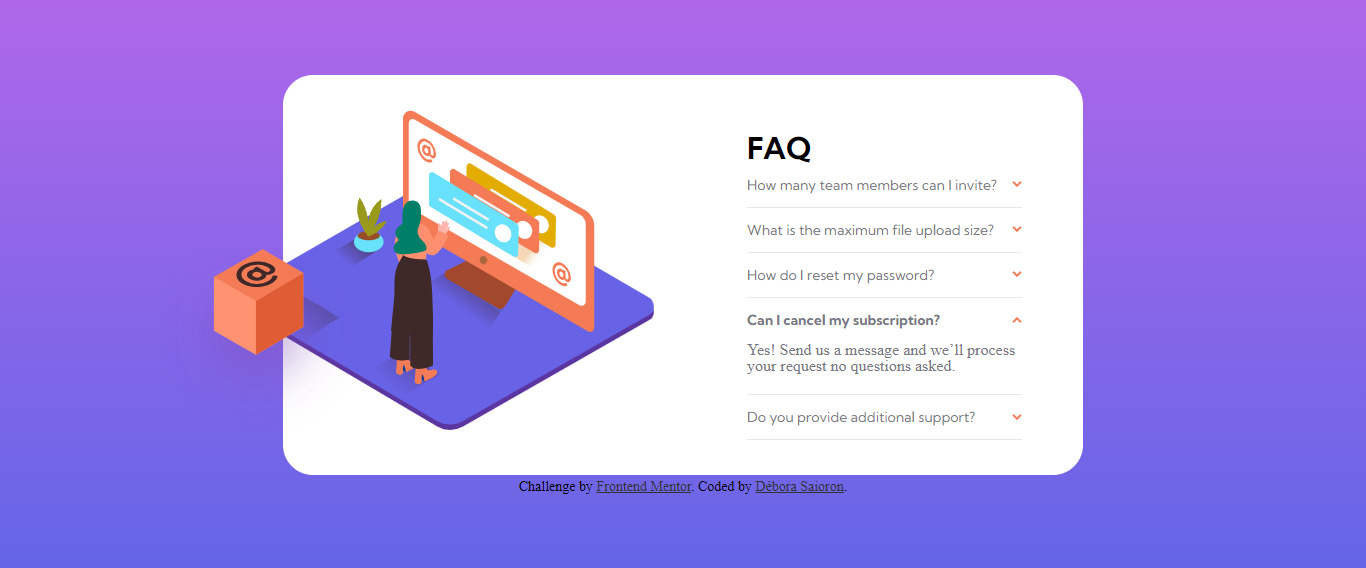 FAQ
How many team members can I invite?
What is the maximum file upload size?
How do I reset my password?
Can I cancel my subscription?
Yes! Send us a message and we’ll process
your request no questions asked.
Do you provide additional support?
Challenge by Frontend Mentor. Coded by Débora Saioron.
@
@
@